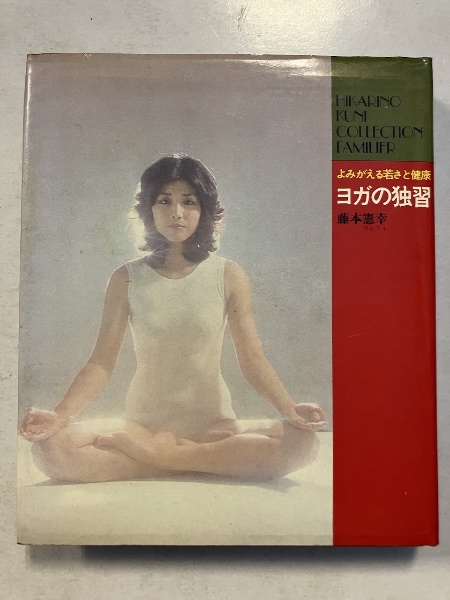 HIKARINO
KUNI
COLLECTION
FAMILIER
よみがえる若さと健康
ヨガの独習
藤本憲幸